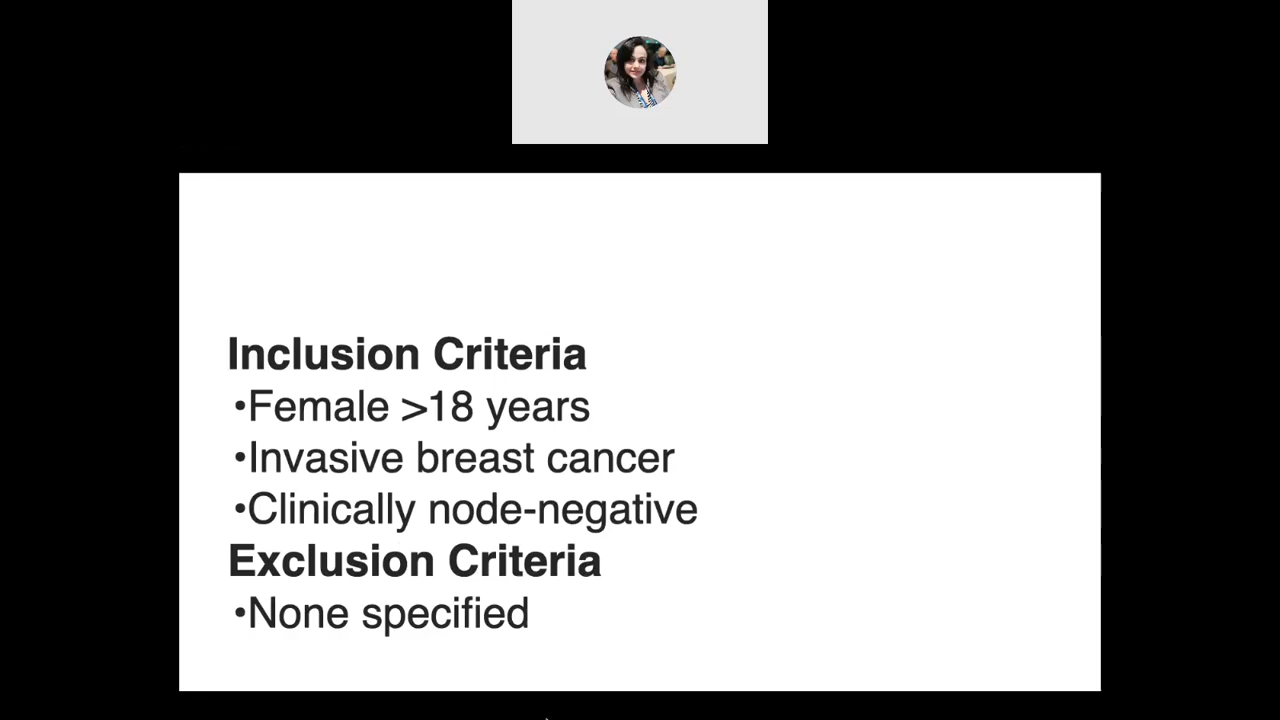 Inclusion Criteria
•Female >18 years
•Invasive breast cancer
•Clinically node-negative
Exclusion Criteria
•None specified